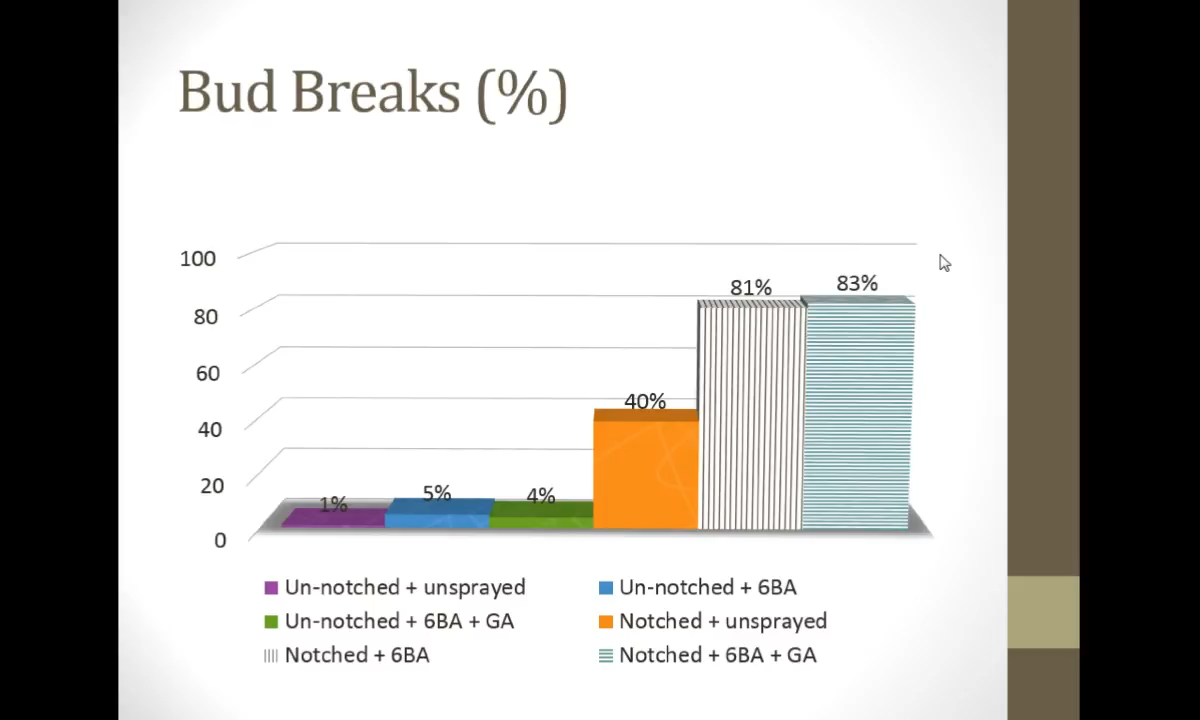 Bud Breaks (%)
100
80
60
40
20
0
1%
5%
4%
40%
81%
83%
Un-notched + unsprayed
Un-notched + 6BA
Un-notched + 6BA + GA
Notched + unsprayed
Notched + 6BA
Notched + 6BA + GA